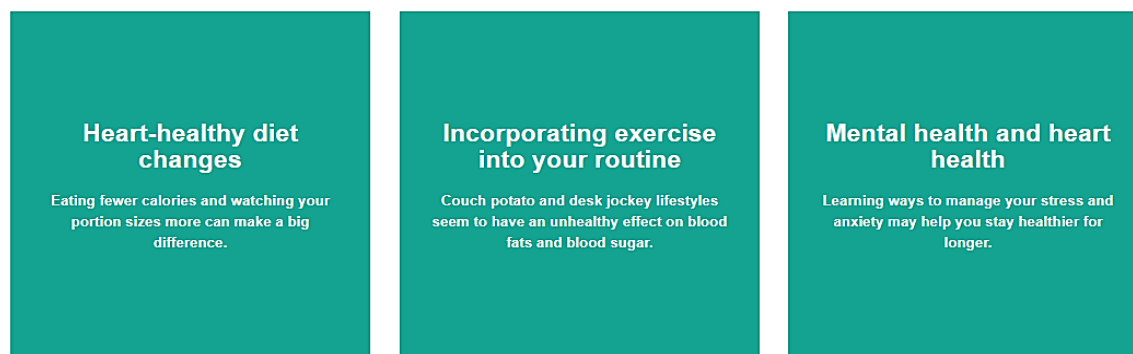 Heart-healthy diet
changes
Eating fewer calories and watching your
portion sizes more can make a big
difference.
Incorporating exercise
into your routine
Couch potato and desk jockey lifestyles
seem to have an unhealthy effect on blood
fats and blood sugar.
Mental health and heart
health
Learning ways to manage your stress and
anxiety may help you stay healthier for
longer.